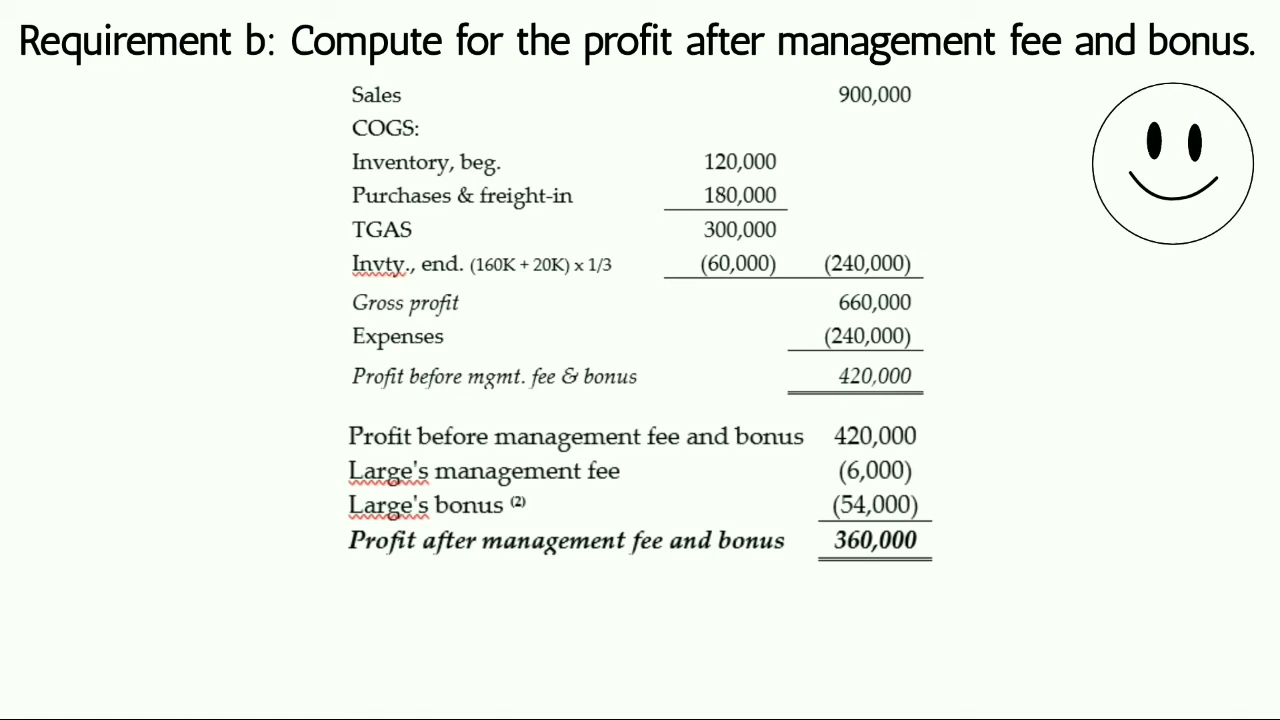 Requirement b: Compute for the profit after management fee and bonus.
Sales 900,000
COGS:
Inventory, beg. 120,000
Purchases & freight-in 180,000
TGAS 300,000
Invty., end. (160K + 20K) x 1/3 (60,000) (240,000)
Gross profit 660,000
Expenses (240,000)
Profit before mgmt. fee & bonus 420,000
Profit before management fee and bonus 420,000
Large's management fee (6,000)
Large's bonus (2) (54,000)
Profit after management fee and bonus 360,000